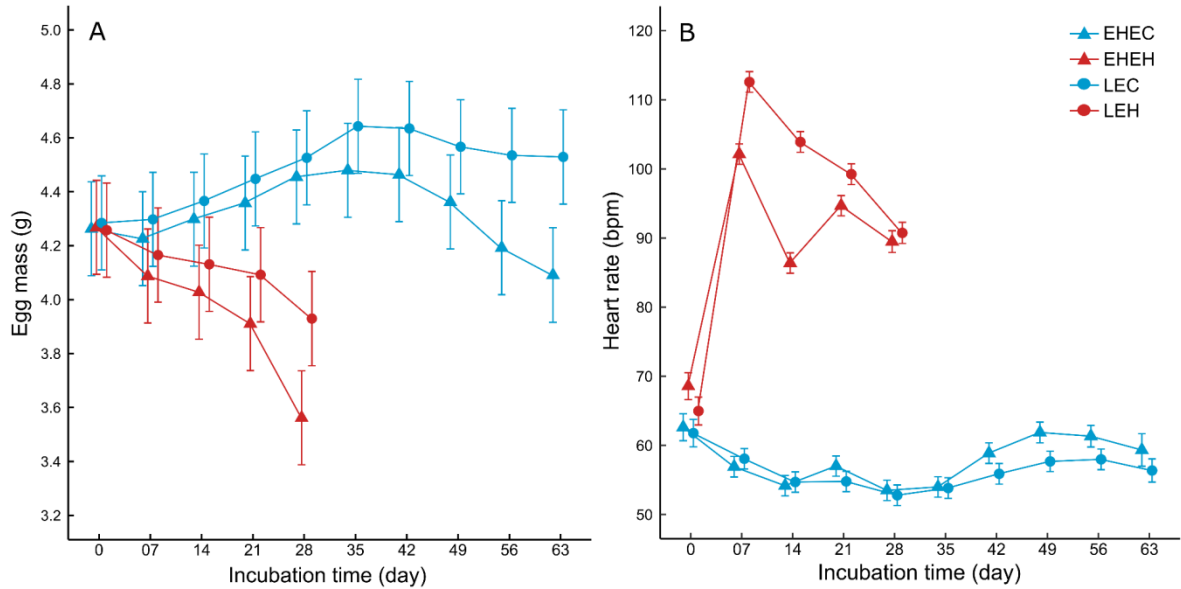 A
Egg mass (g)
5.0
4.8
4.6
4.4
4.2
4.0
3.8
3.6
3.4
3.2
0 07 14 21 28 35 42 49 56 63
Incubation time (day)
B
EHEC
EHEH
LEC
LEH
Heart rate (bpm)
120
110
100
90
80
70
60
50
0 07 14 21 28 35 42 49 56 63
Incubation time (day)